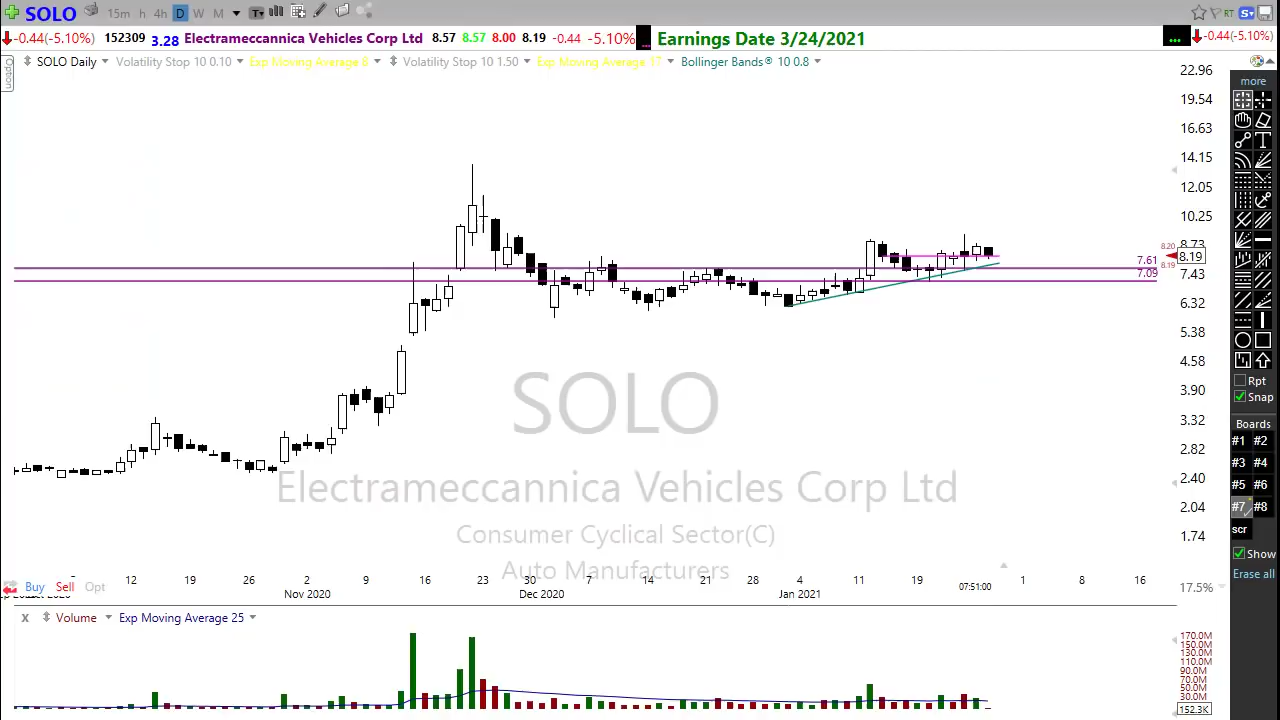 SOLO 15m h 4h D W M T RT S
-0.44(-5.10%) 152309 3.28 Electrameccannica Vehicles Corp Ltd 8.57 8.57 8.00 8.19 -0.44 -5.10% ... Earnings Date 3/24/2021 ... -0.44(-5.10%)
Option
SOLO Daily Volatility Stop 10 0.10 Exp Moving Average 8 Volatility Stop 10 1.50 Exp Moving Average 17 Bollinger Bands® 10 0.8
more
22.96
19.54
16.63
14.15
12.05
10.25
8.73
8.20
7.61 8.19
8.19
7.09 7.43
6.32
5.38
4.58
3.90
3.32
2.82
2.40
2.04
1.74
SOLO
Electrameccannica Vehicles Corp Ltd
Consumer Cyclical Sector(C)
Auto Manufacturers
Rpt
Snap
Boards
#1 #2
#3 #4
#5 #6
#7 #8
scr
Show
Erase all
12 19 26 2 9 16 23 30 7 14 21 28 4 11 19 07:51:00 1 8 16
Buy Sell Opt
Nov 2020 Dec 2020 Jan 2021
17.5%
X Volume Exp Moving Average 25
170.0M
150.0M
130.0M
110.0M
90.0M
70.0M
50.0M
30.0M
152.3K